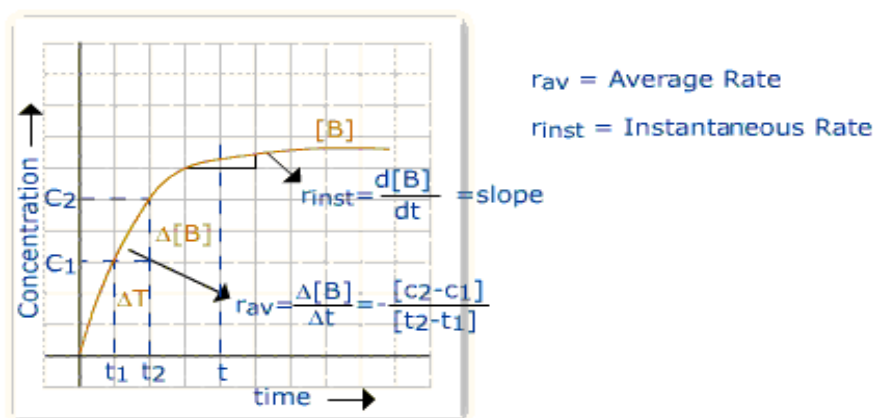 rav = Average Rate
rinst = Instantaneous Rate
Concentration
[B]
C2
rinst= d[B]/dt =slope
Δ[B]
C1
ΔT
rav= Δ[B]/Δt =- [c2-c1]/[t2-t1]
t1 t2 t
time